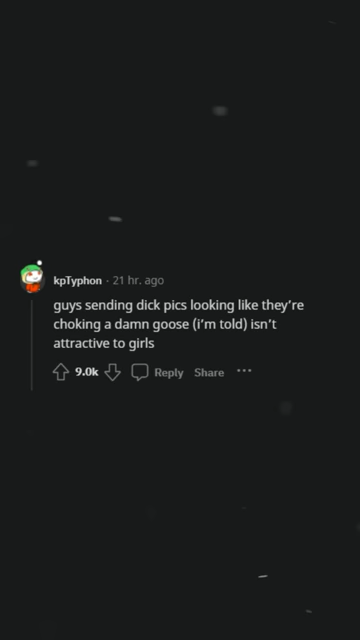 kpTyphon · 21 hr. ago
guys sending dick pics looking like they're
choking a damn goose (i'm told) isn't
attractive to girls
9.0k Reply Share ···